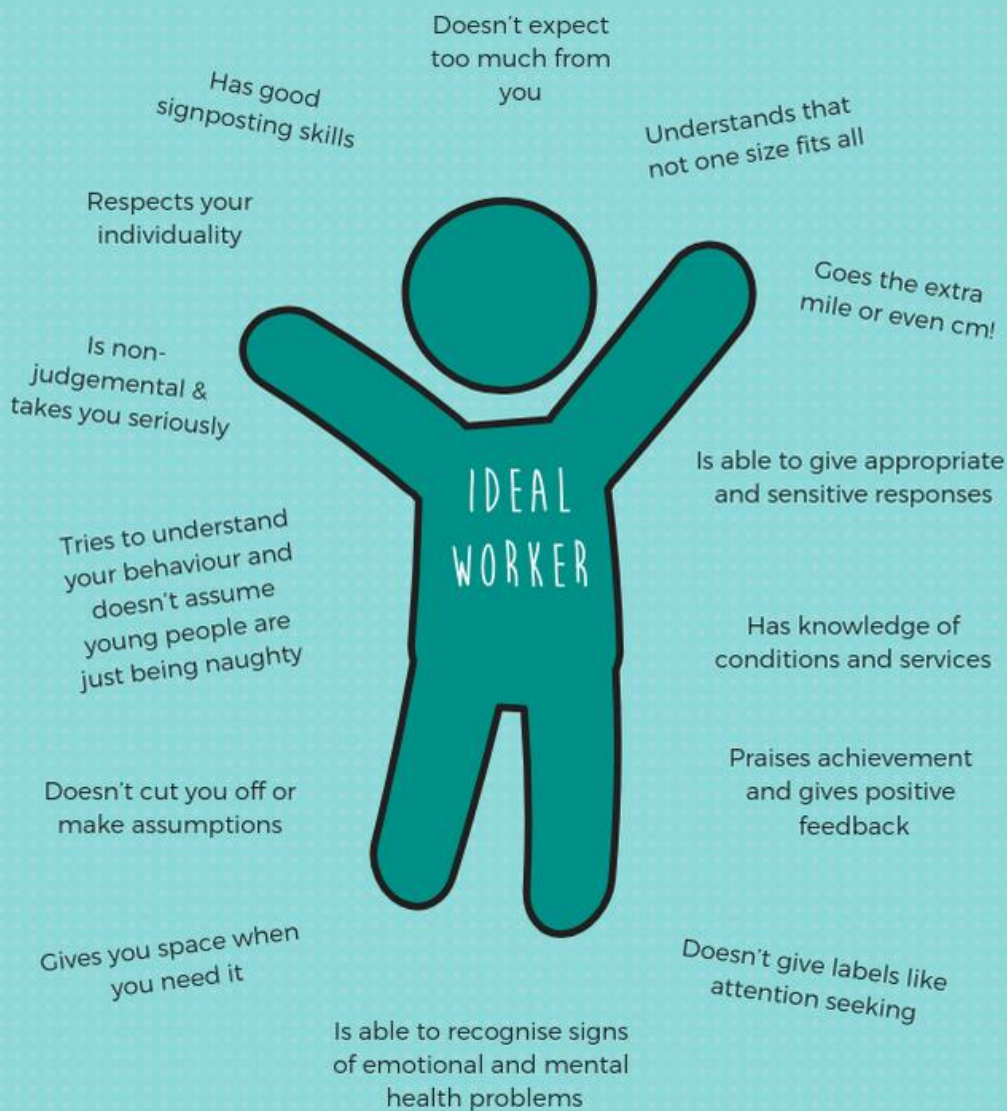 Doesn't expect
too much from
you
Has good
signposting skills
Understands that
not one size fits all
Respects your
individuality
Goes the extra
mile or even cm!
Is non-
judgemental &
takes you seriously
Is able to give appropriate
and sensitive responses
IDEAL
WORKER
Tries to understand
your behaviour and
doesn't assume
young people are
just being naughty
Has knowledge of
conditions and services
Praises achievement
and gives positive
feedback
Doesn't cut you off or
make assumptions
Gives you space when
you need it
Doesn't give labels like
attention seeking
Is able to recognise signs
of emotional and mental
health problems